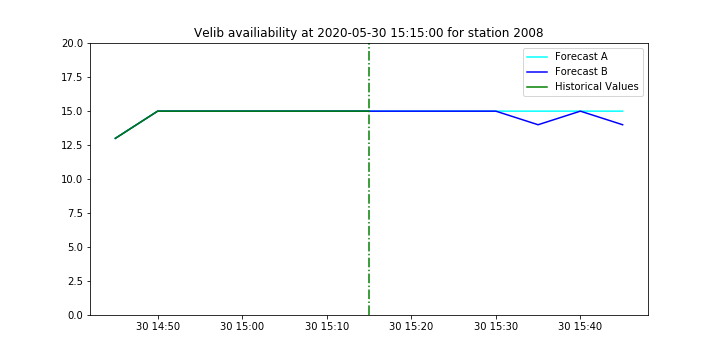 Velib availiability at 2020-05-30 15:15:00 for station 2008
20.0
17.5
15.0
12.5
10.0
7.5
5.0
2.5
0.0
Forecast A
Forecast B
Historical Values
30 14:50 30 15:00 30 15:10 30 15:20 30 15:30 30 15:40